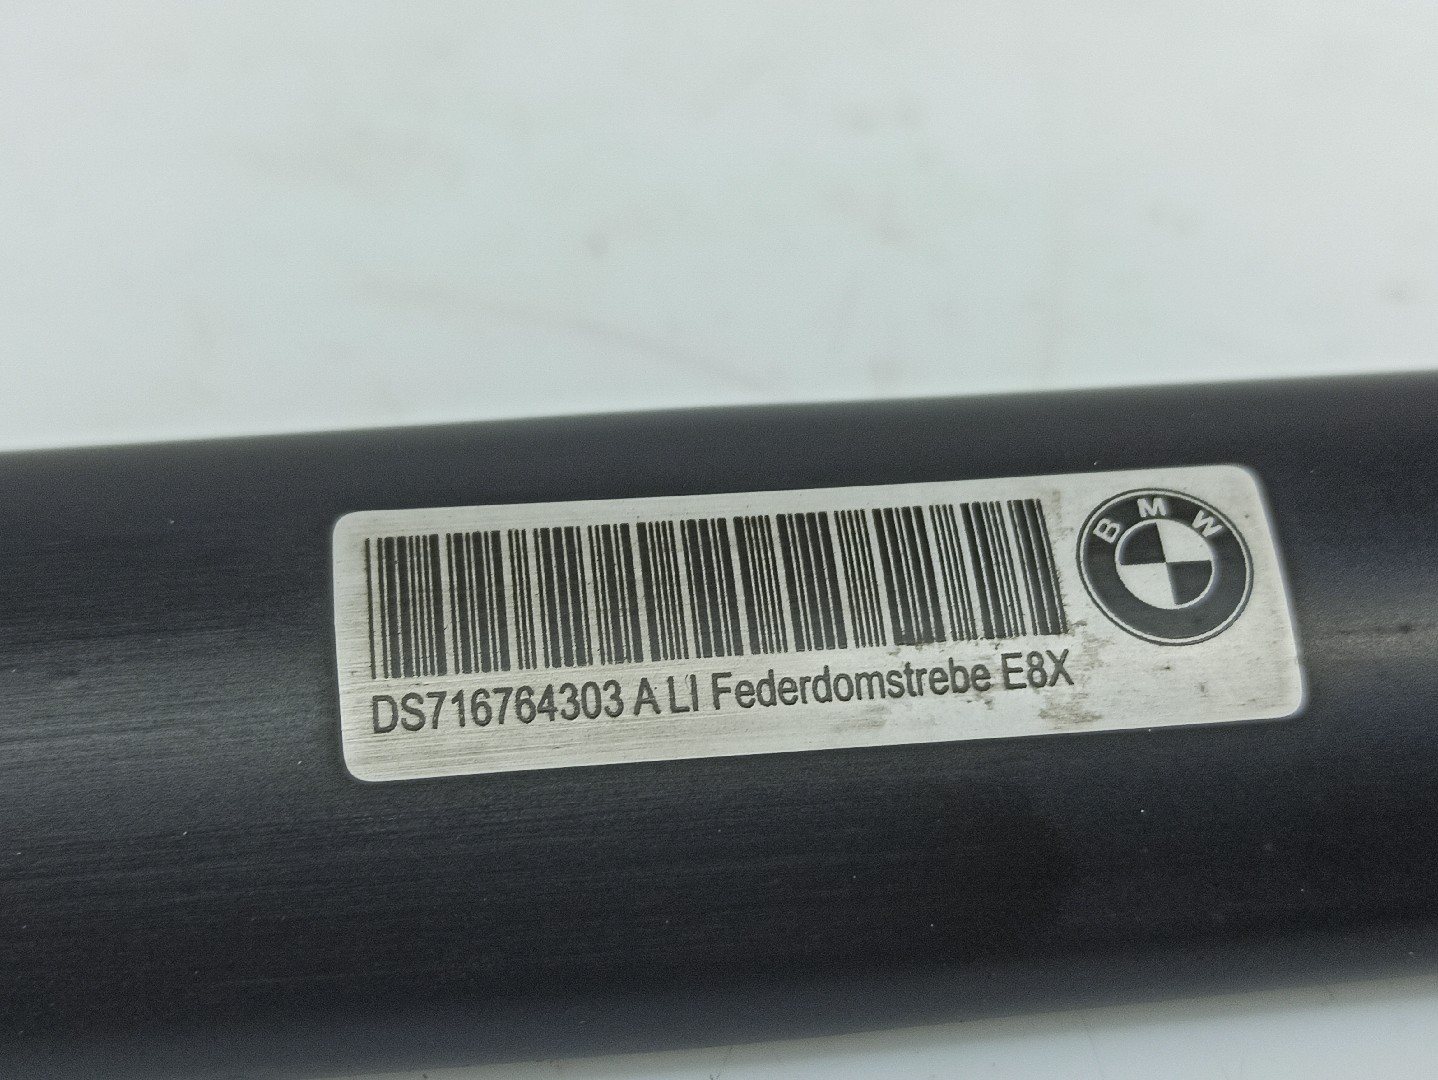 BMW
DS716764303 A LI Federdomstrebe E8X